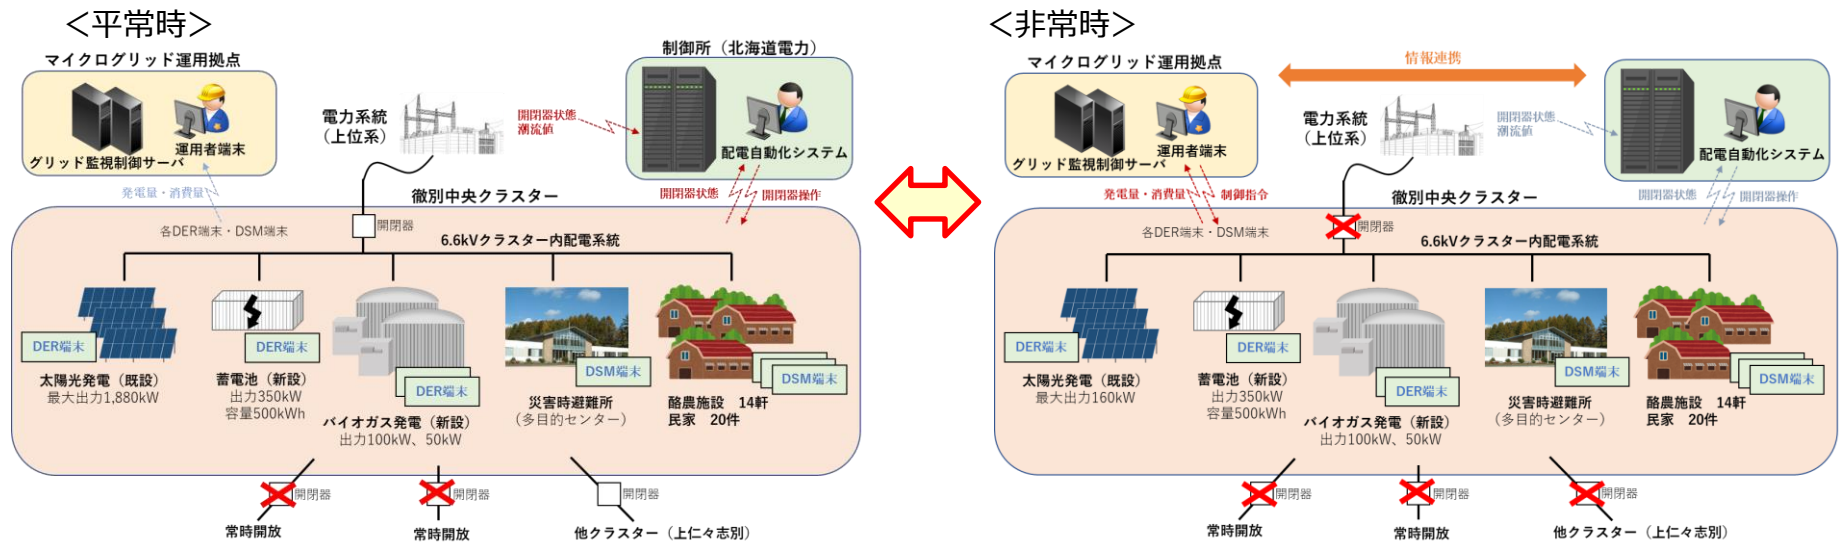 ＜平常時＞
マイクログリッド運用拠点
グリッド監視制御サーバ
運用者端末
電力系統
（上位系）
開閉器状態
潮流値
制御所（北海道電力）
配電自動化システム
発電量・消費量
各DER端末・DSM端末
徹別中央クラスター
開閉器状態
開閉器操作
開閉器
6.6kVクラスター内配電系統
DER端末
太陽光発電（既設）
最大出力1,880kW
DER端末
蓄電池（新設）
出力350kW
容量500kWh
DER端末
バイオガス発電（新設）
出力100kW、50kW
DSM端末
災害時避難所
（多目的センター）
DSM端末
酪農施設　14軒
民家　20件
開閉器
常時開放
開閉器
常時開放
開閉器
他クラスター（上仁々志別）
＜非常時＞
マイクログリッド運用拠点
グリッド監視制御サーバ
運用者端末
情報連携
電力系統
（上位系）
開閉器状態
潮流値
配電自動化システム
発電量・消費量
制御指令
各DER端末・DSM端末
徹別中央クラスター
開閉器状態
開閉器操作
開閉器
6.6kVクラスター内配電系統
DER端末
太陽光発電（既設）
最大出力160kW
DER端末
蓄電池（新設）
出力350kW
容量500kWh
DER端末
バイオガス発電（新設）
出力100kW、50kW
DSM端末
災害時避難所
（多目的センター）
DSM端末
酪農施設　14軒
民家　20件
開閉器
常時開放
開閉器
常時開放
開閉器
他クラスター（上仁々志別）